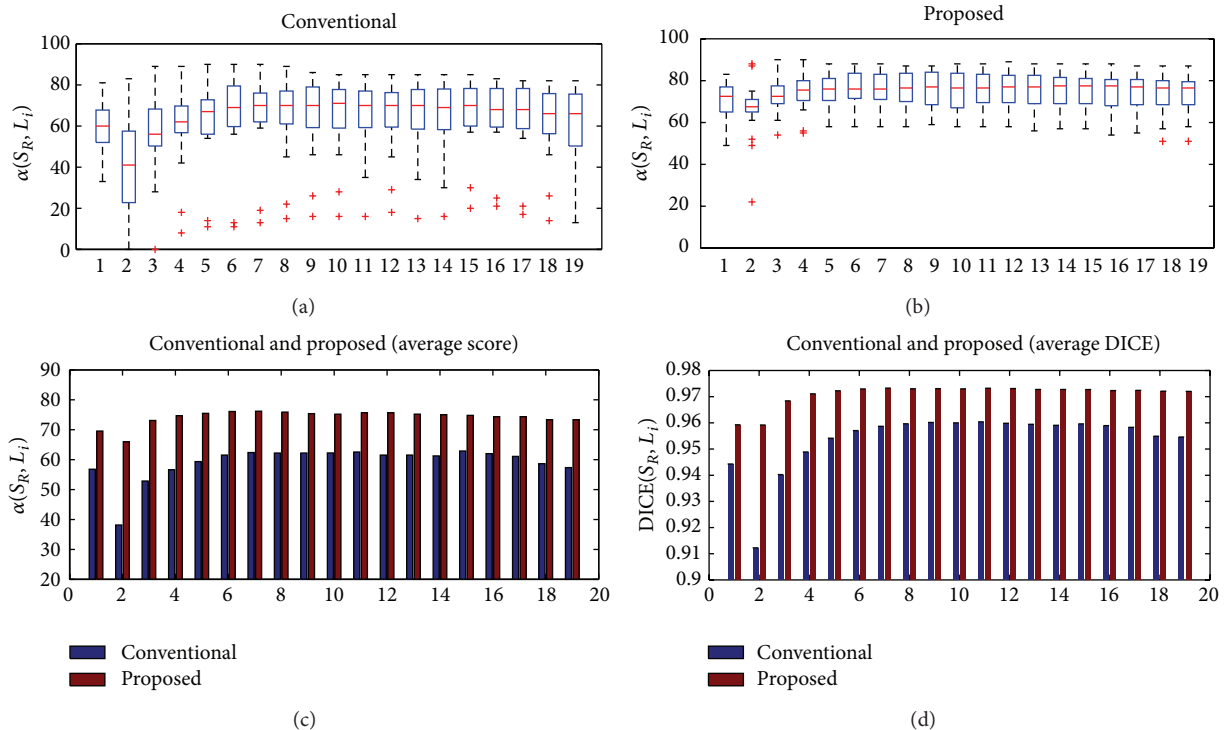 Conventional
α(S_R, L_i)
100
80
60
40
20
0
1 2 3 4 5 6 7 8 9 10 11 12 13 14 15 16 17 18 19
(a)
Proposed
α(S_R, L_i)
100
80
60
40
20
0
1 2 3 4 5 6 7 8 9 10 11 12 13 14 15 16 17 18 19
(b)
Conventional and proposed (average score)
α(S_R, L_i)
90
80
70
60
50
40
30
20
0 2 4 6 8 10 12 14 16 18 20
Conventional
Proposed
(c)
Conventional and proposed (average DICE)
DICE(S_R, L_i)
0.98
0.97
0.96
0.95
0.94
0.93
0.92
0.91
0.9
0 2 4 6 8 10 12 14 16 18 20
Conventional
Proposed
(d)